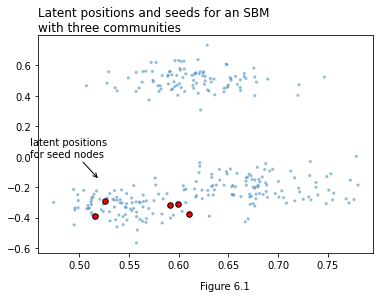 Latent positions and seeds for an SBM
with three communities
0.6
0.4
0.2
0.0
−0.2
−0.4
−0.6
latent positions
for seed nodes
0.50 0.55 0.60 0.65 0.70 0.75
Figure 6.1